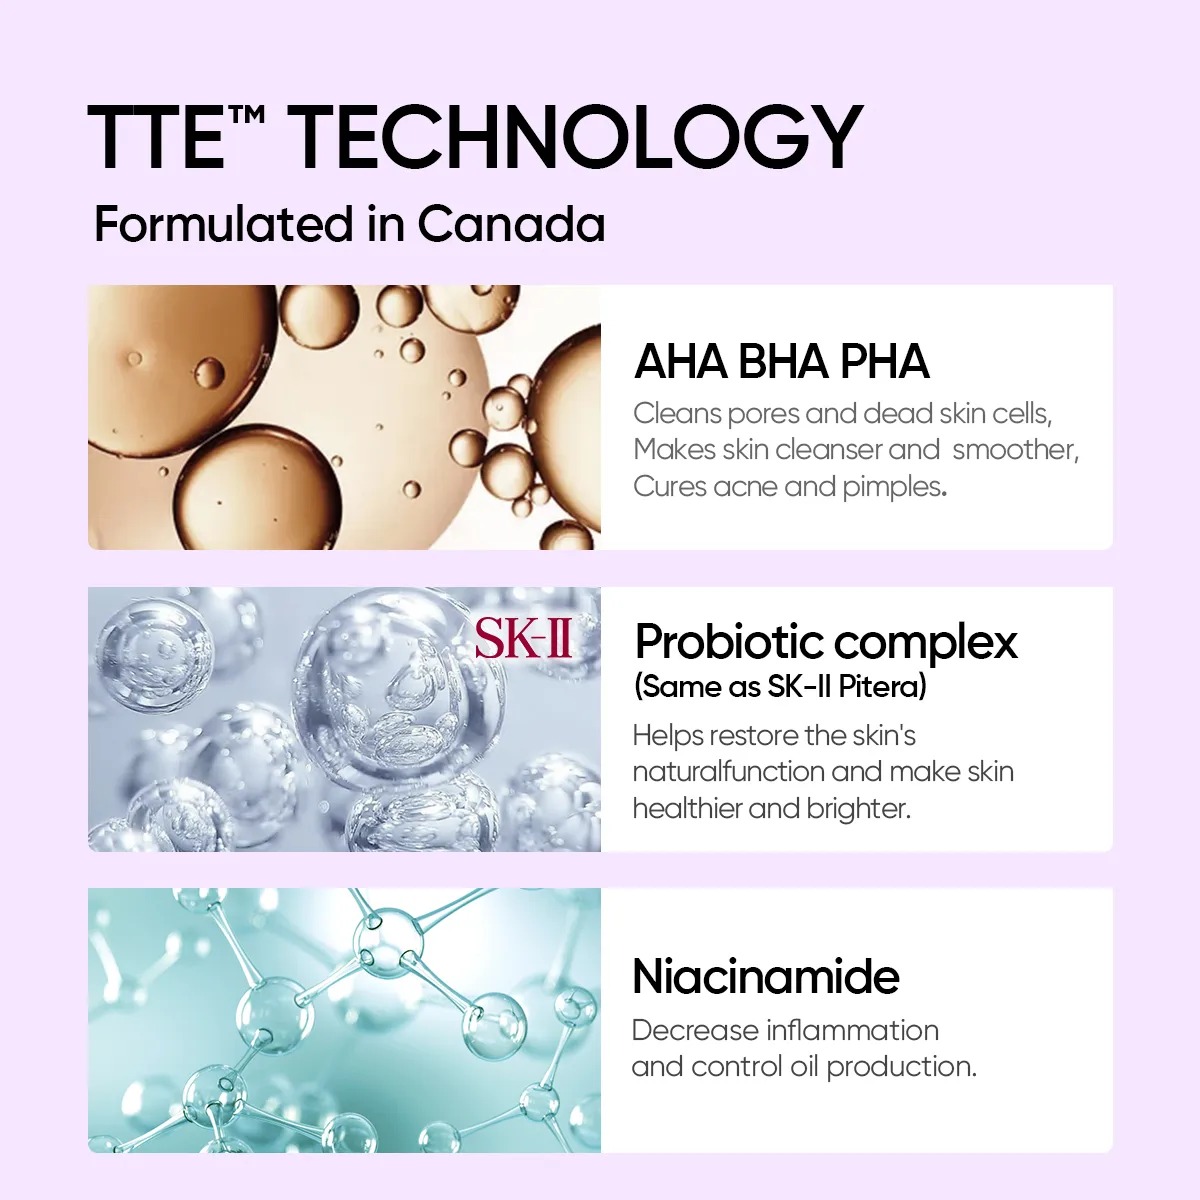 TTE™ TECHNOLOGY
Formulated in Canada
AHA BHA PHA
Cleans pores and dead skin cells,
Makes skin cleanser and  smoother,
Cures acne and pimples.
SK-II
Probiotic complex
(Same as SK-II Pitera)
Helps restore the skin's
naturalfunction and make skin
healthier and brighter.
Niacinamide
Decrease inflammation
and control oil production.